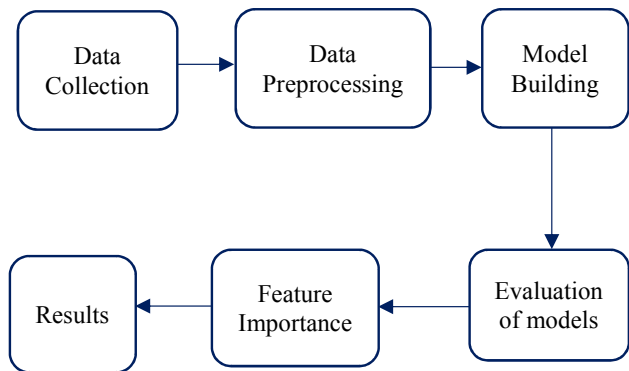 Data
Collection
Data
Preprocessing
Model
Building
Evaluation
of models
Feature
Importance
Results